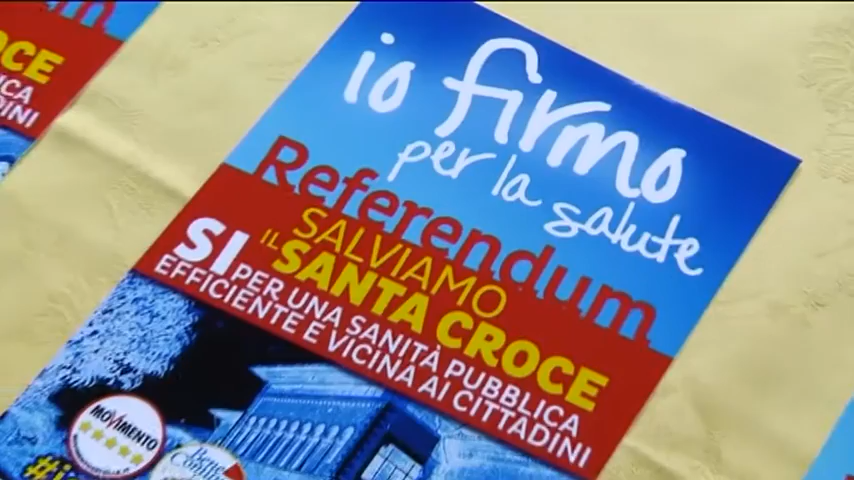 io firmo
per la salute
Referendum
SALVIAMO
IL SANTA CROCE
SI PER UNA SANITÀ PUBBLICA
EFFICIENTE E VICINA AI CITTADINI
MOVIMENTO
Bene